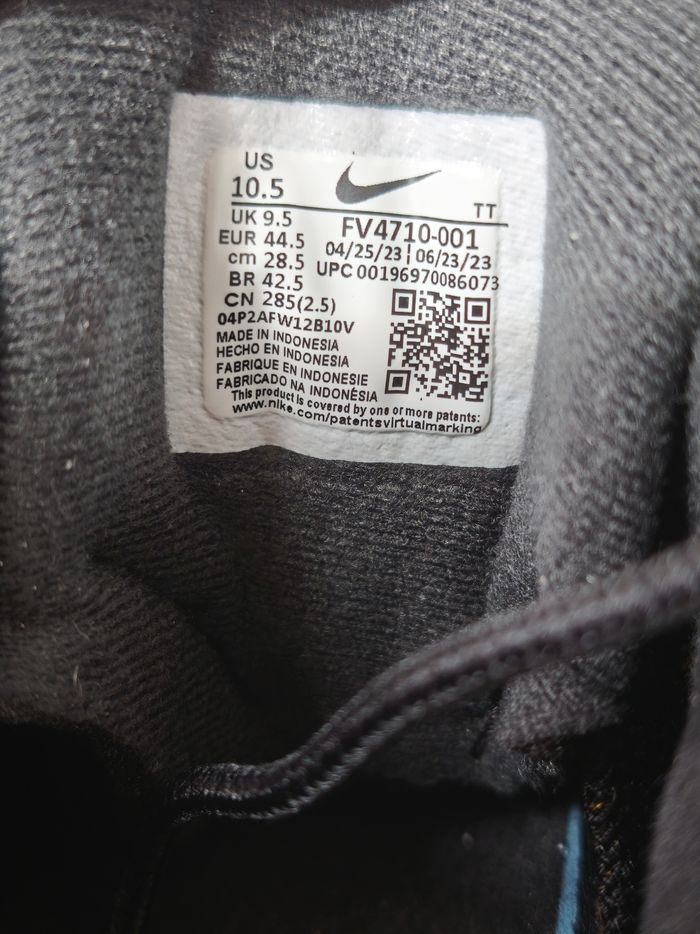 US
10.5
TT
UK 9.5
EUR 44.5
cm 28.5
BR 42.5
CN 285(2.5)
FV4710-001
04/25/23 | 06/23/23
UPC 00196970086073
04P2AFW12B10V
MADE IN INDONESIA
HECHO EN INDONESIA
FABRIQUE EN INDONESIE
FABRICADO NA INDONÉSIA
This product is covered by one or more patents:
www.nike.com/patentsvirtualmarking